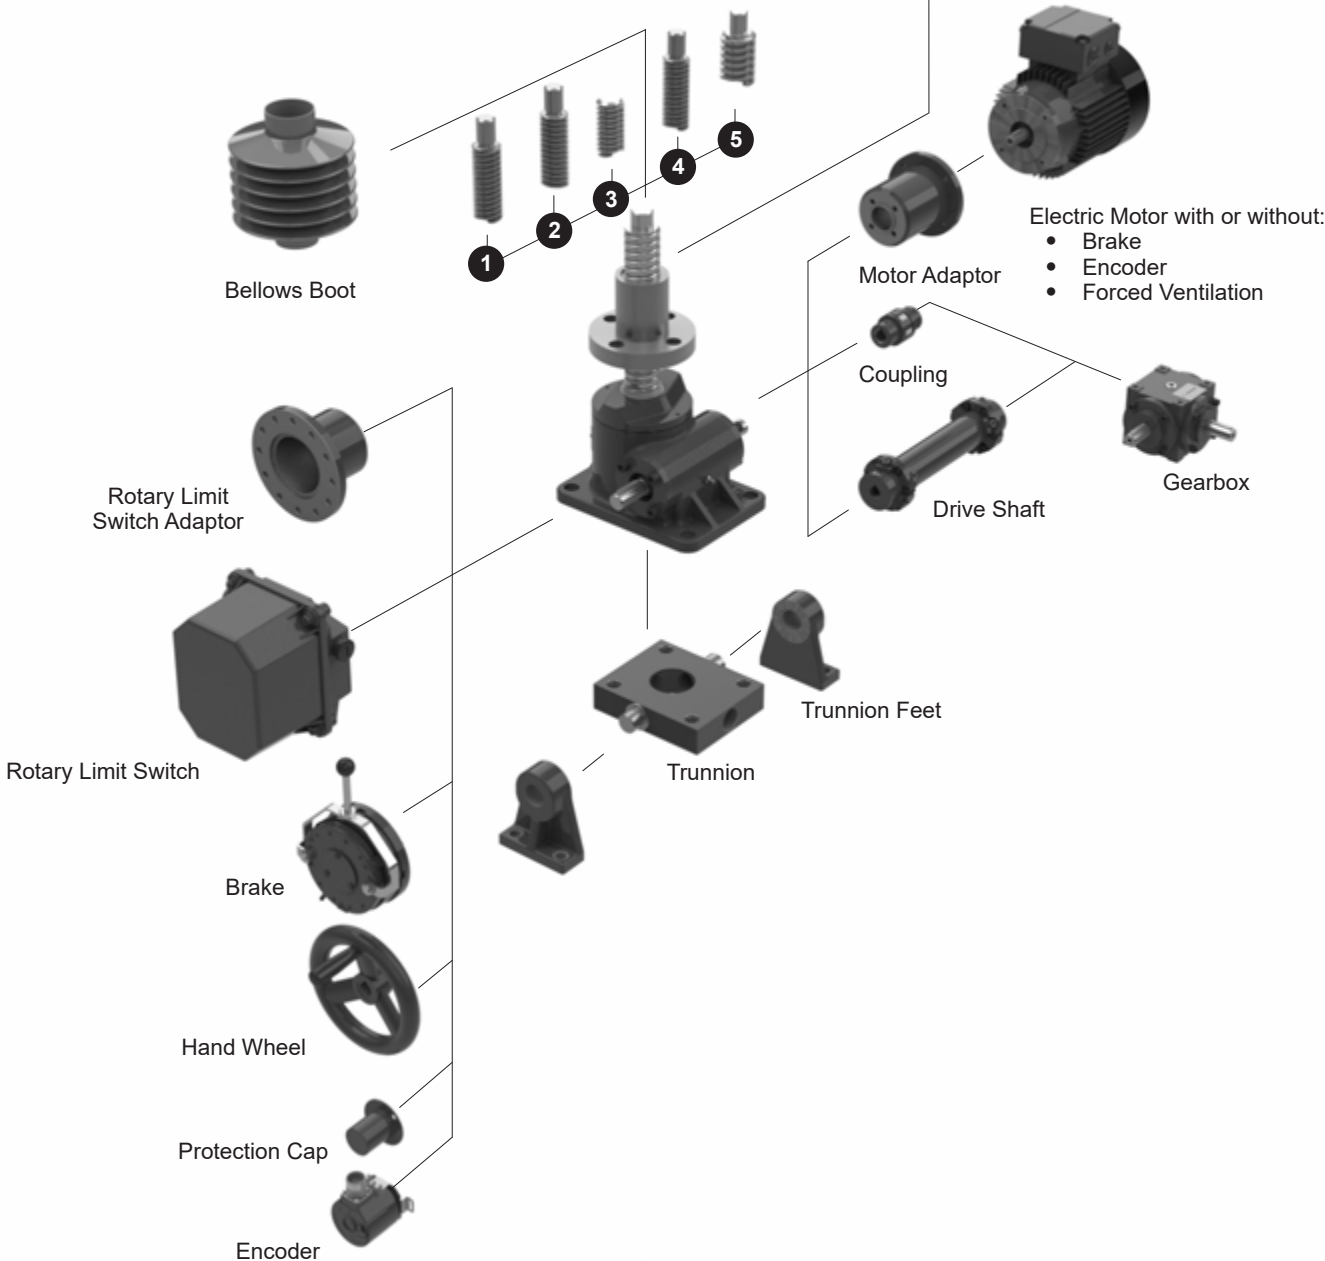 5
4
3
2
1
Electric Motor with or without:
• Brake
• Encoder
• Forced Ventilation
Motor Adaptor
Bellows Boot
Coupling
Gearbox
Rotary Limit
Switch Adaptor
Drive Shaft
Trunnion Feet
Rotary Limit Switch
Trunnion
Brake
Hand Wheel
Protection Cap
Encoder